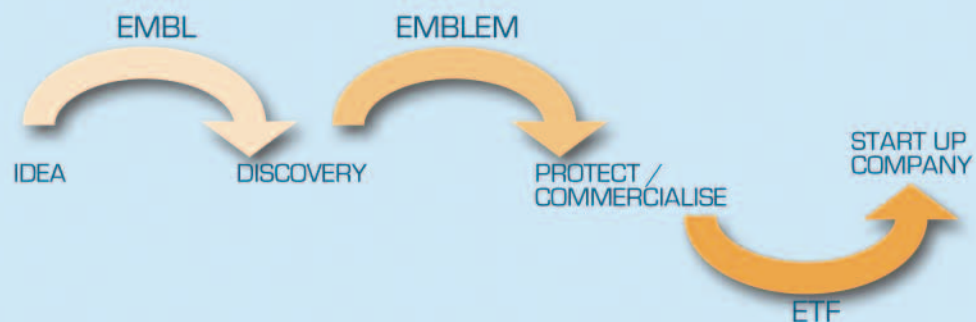 EMBL
EMBLEM
IDEA
DISCOVERY
PROTECT /
COMMERCIALISE
START UP
COMPANY
ETF